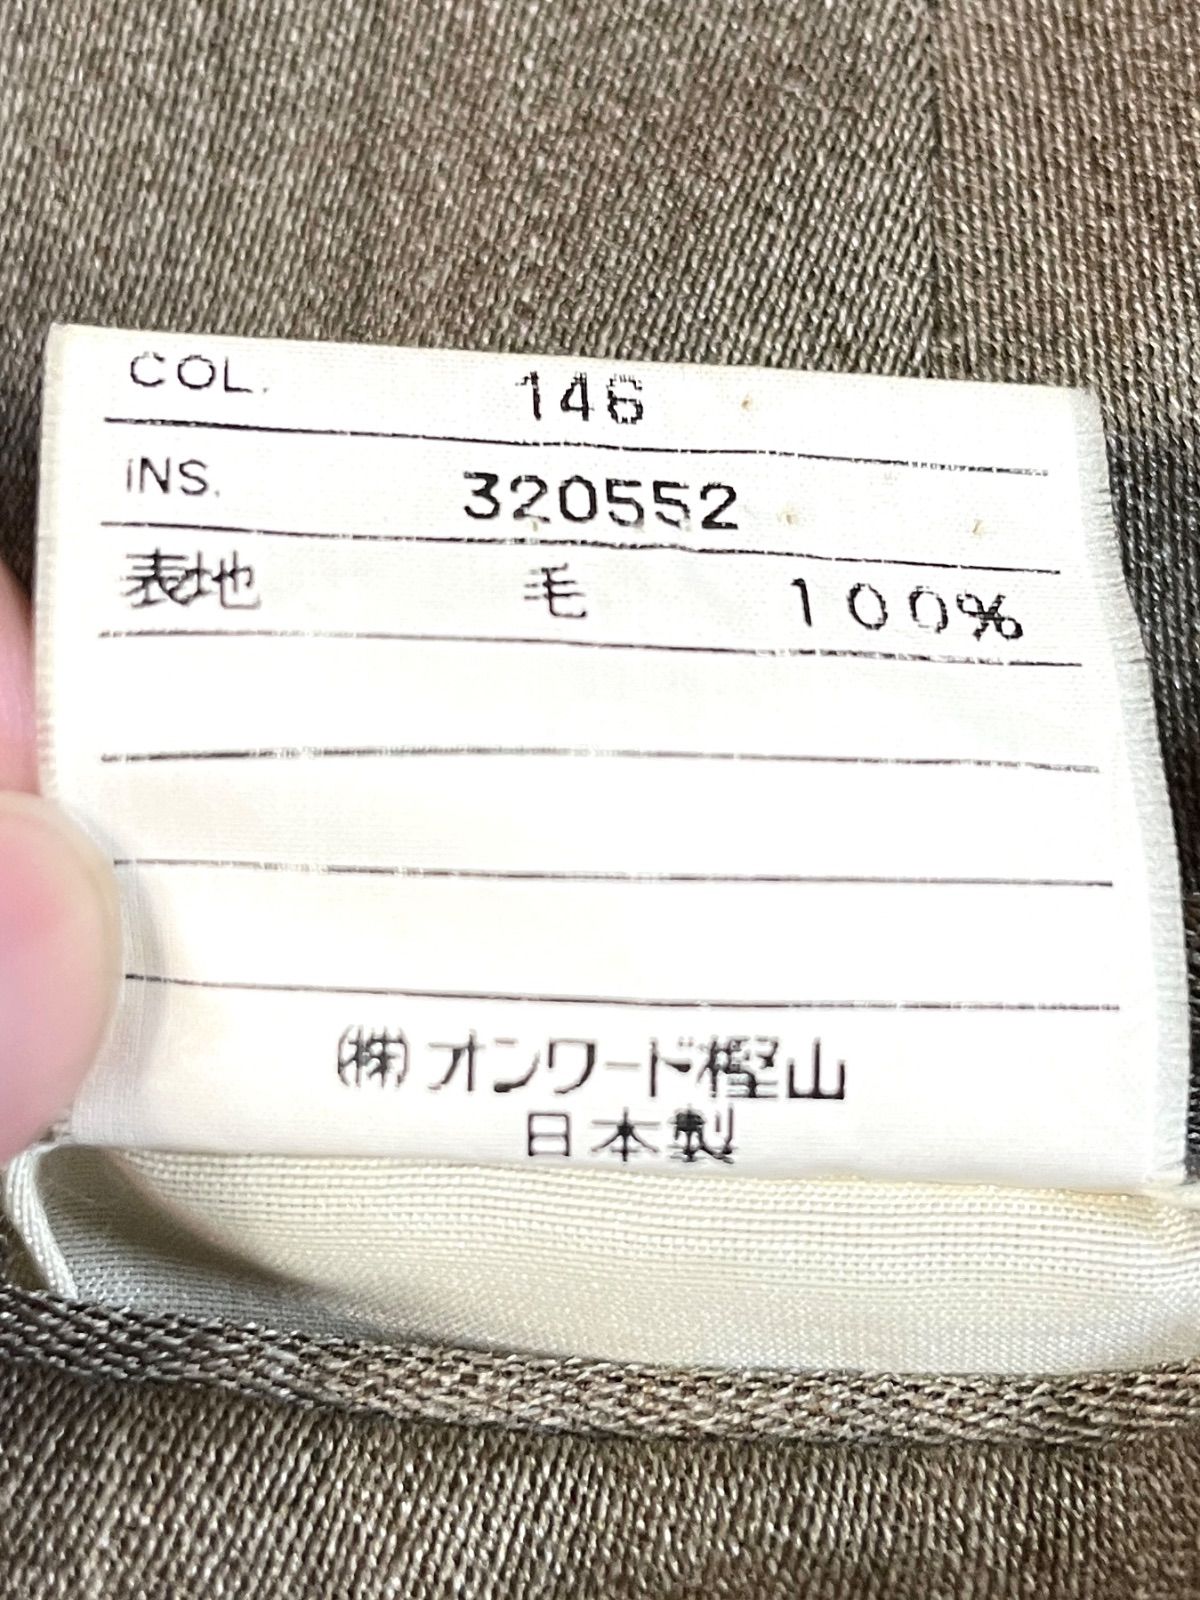 COL. 146
INS. 320552
表地 毛 100%
(株)オンワード樫山
日本製